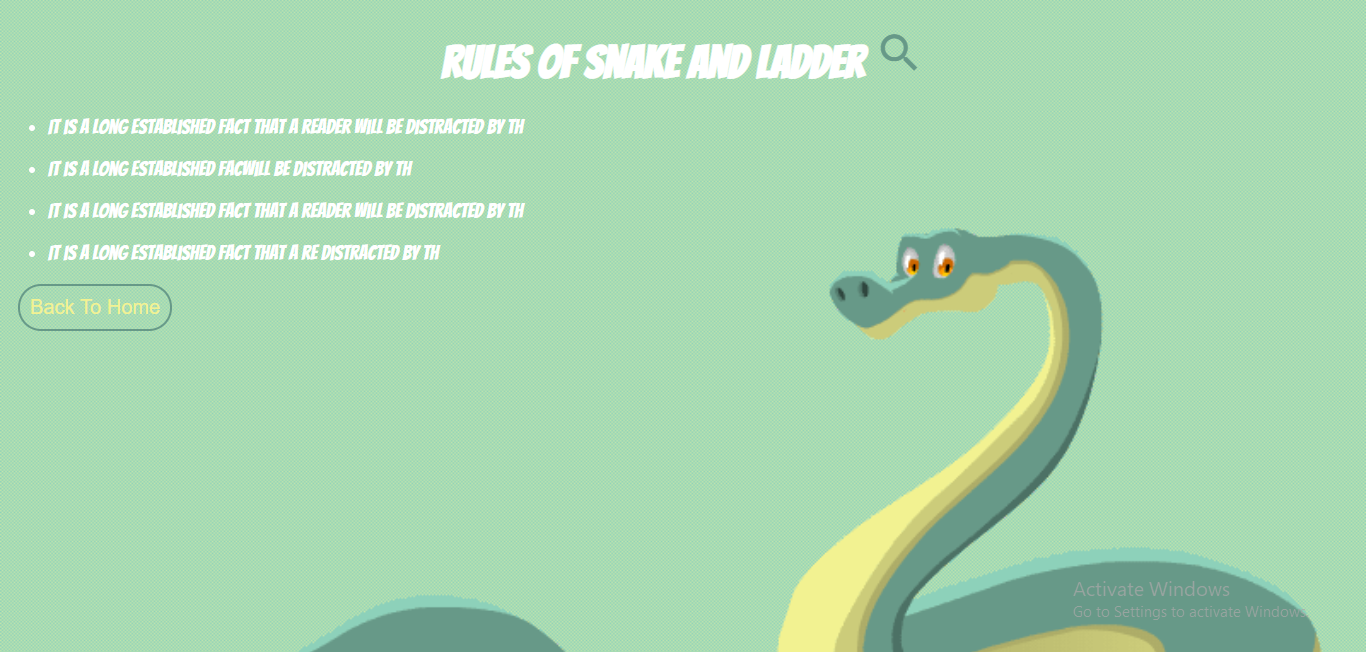 RULES OF SNAKE AND LADDER
IT IS A LONG ESTABLISHED FACT THAT A READER WILL BE DISTRACTED BY TH
IT IS A LONG ESTABLISHED FACWILL BE DISTRACTED BY TH
IT IS A LONG ESTABLISHED FACT THAT A READER WILL BE DISTRACTED BY TH
IT IS A LONG ESTABLISHED FACT THAT A RE DISTRACTED BY TH
Back To Home
Activate Windows
Go to Settings to activate Windows.